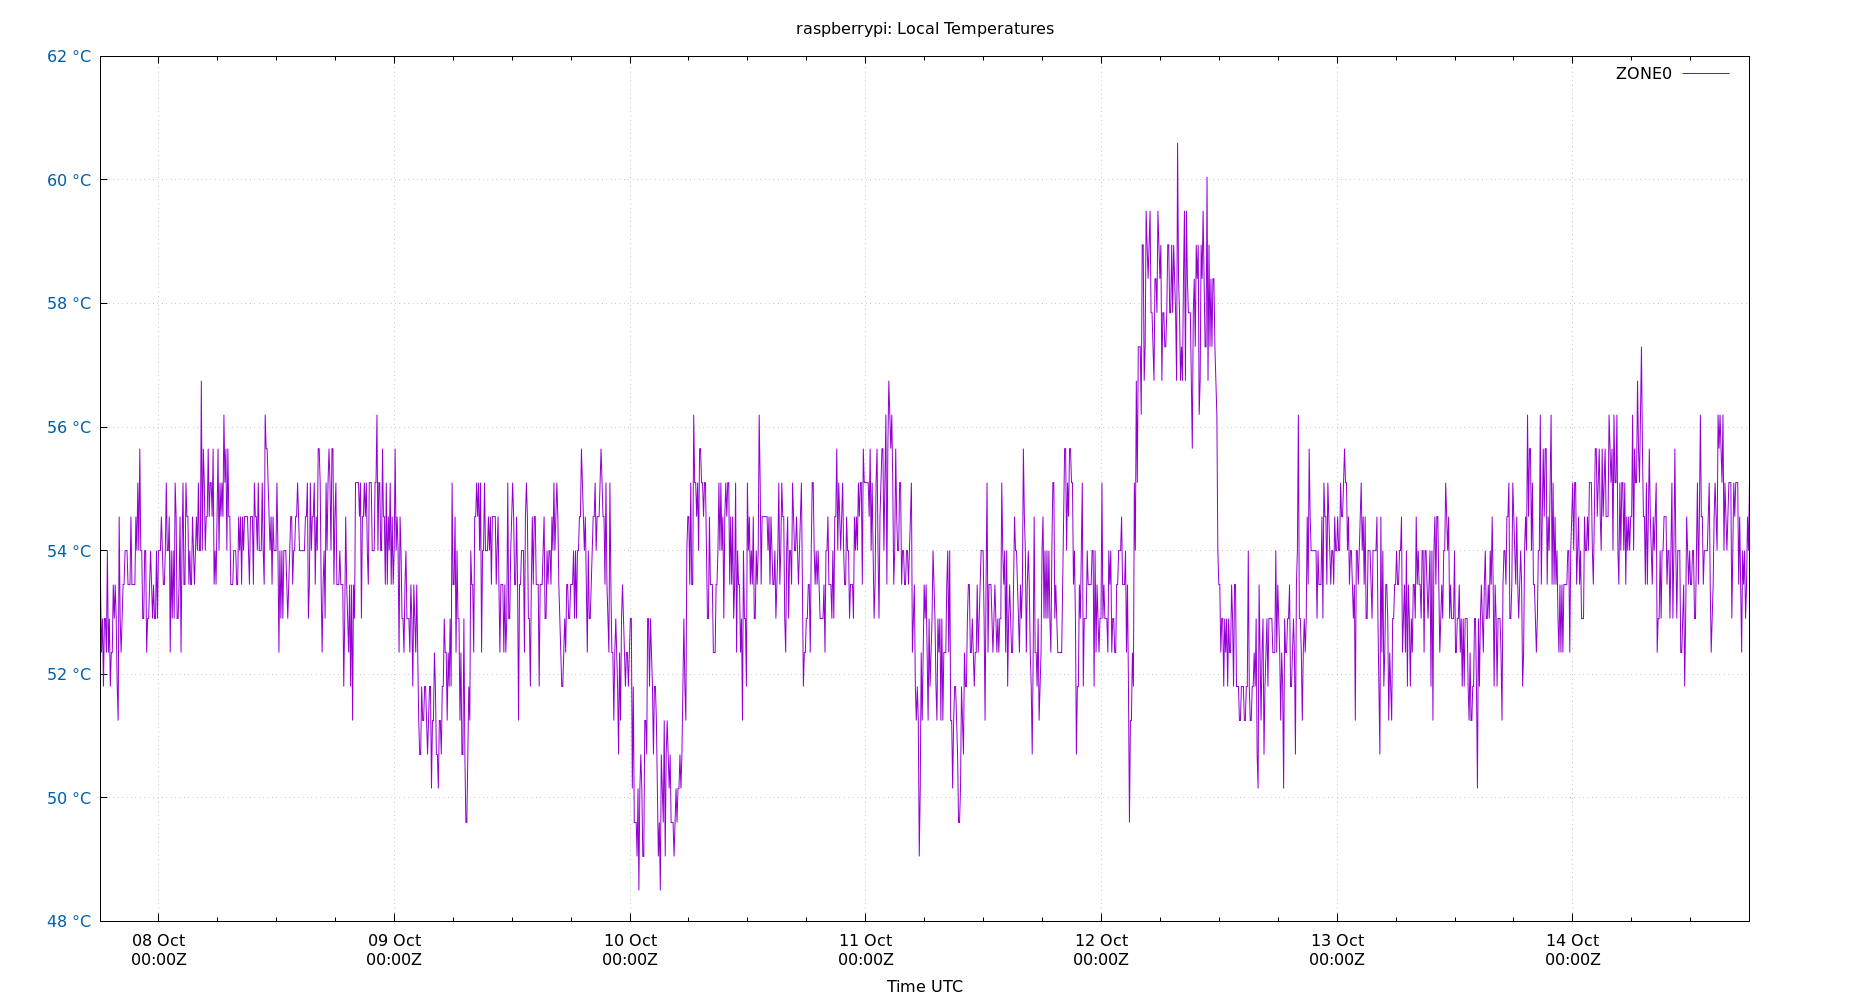 raspberrypi: Local Temperatures
62 °C
ZONE0
60 °C
58 °C
56 °C
54 °C
52 °C
50 °C
48 °C
08 Oct 09 Oct 10 Oct 11 Oct 12 Oct 13 Oct 14 Oct
00:00Z 00:00Z 00:00Z 00:00Z 00:00Z 00:00Z 00:00Z
Time UTC